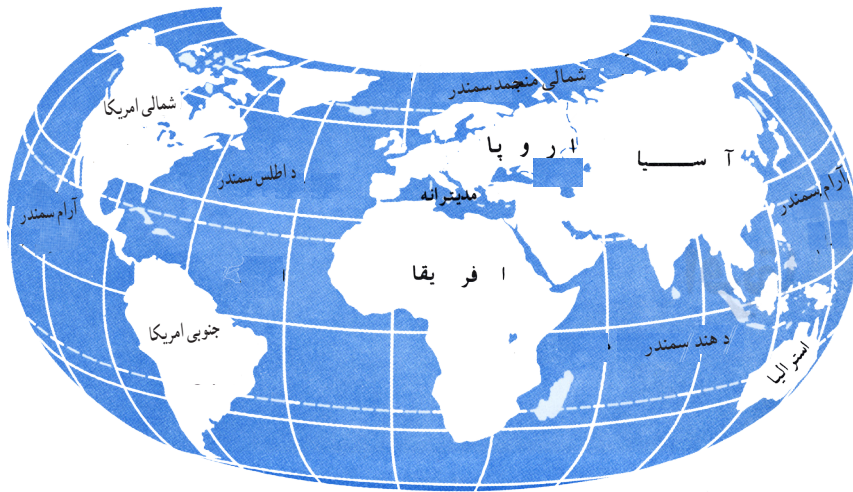 شمالی منجمد سمندر
شمالی امریکا
ا ر و پا
آ سـیا
د اطلس سمندر
مدیترانه
آرام سمندر
آرام سمندر
ا فر یقا
جنوبی امریکا
د هند سمندر
استرالیا